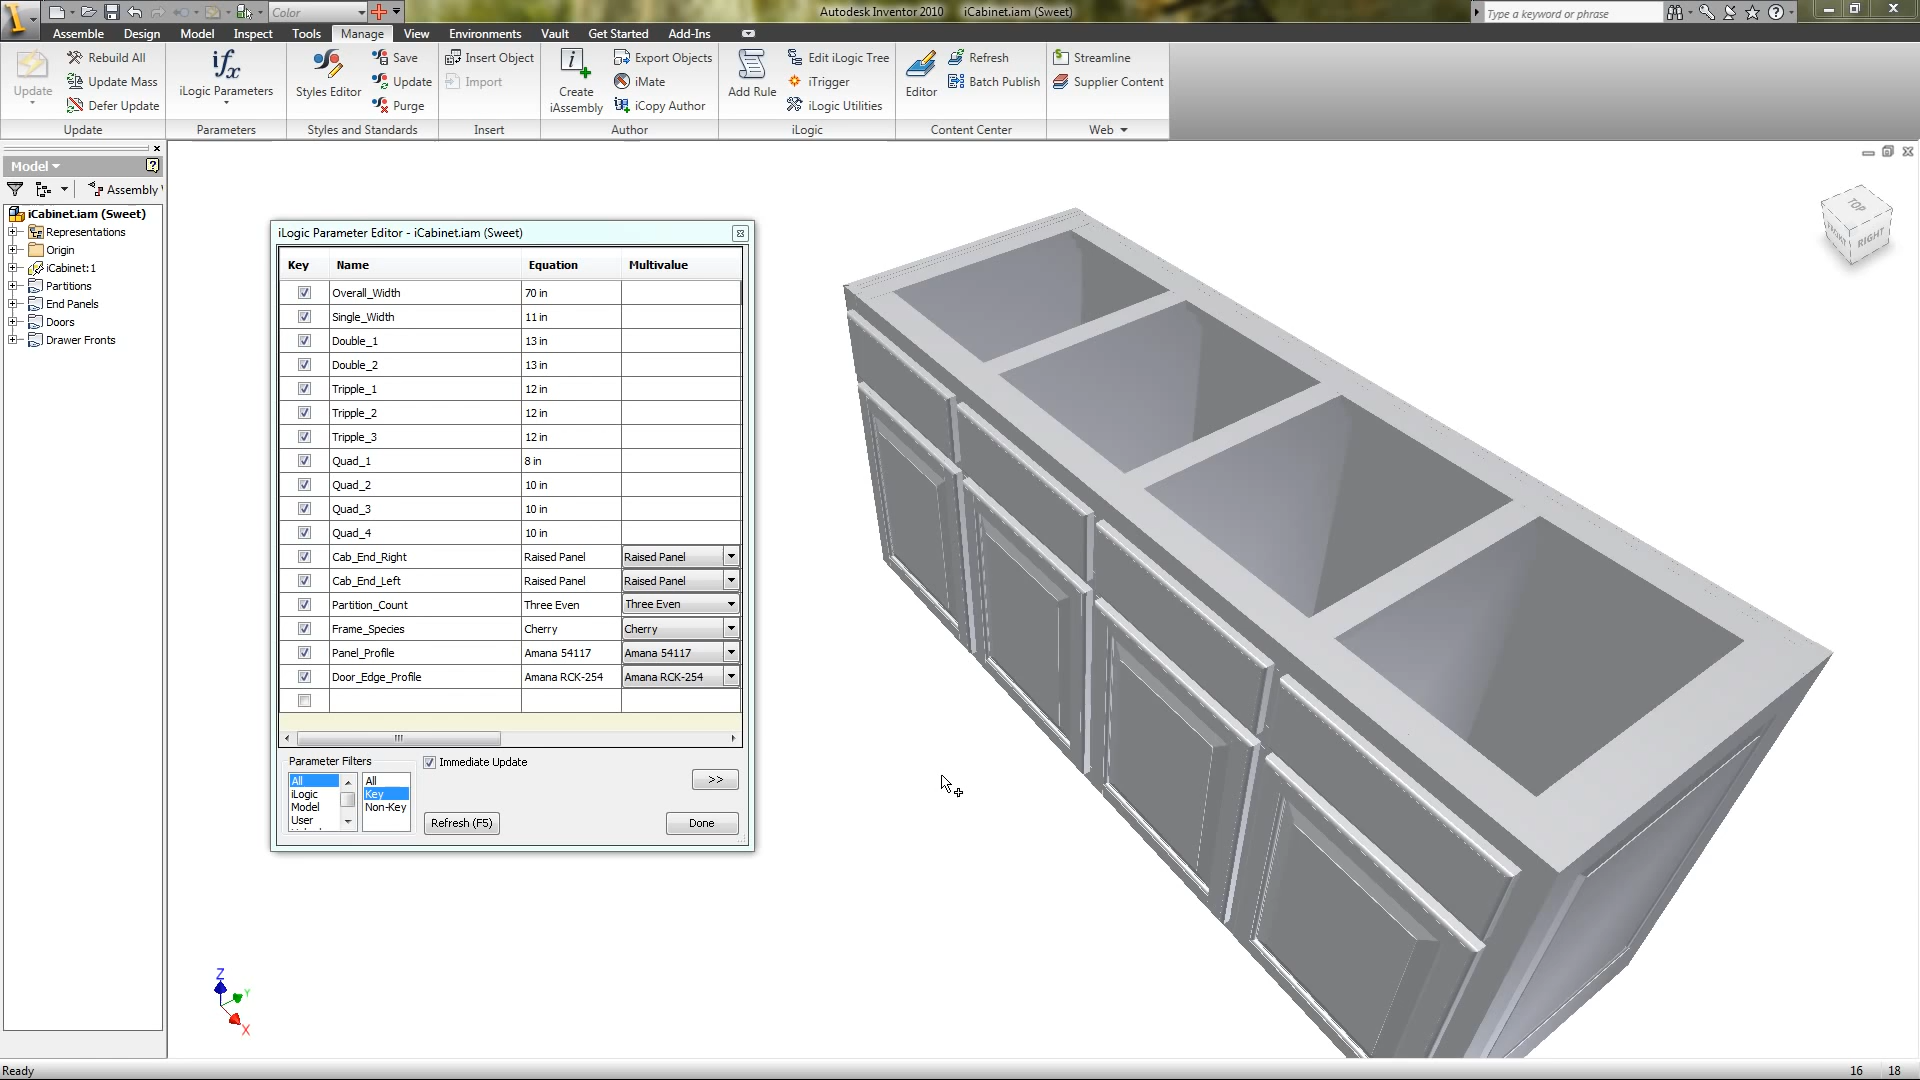 Color
Autodesk Inventor 2010 iCabinet.iam (Sweet)
Type a keyword or phrase
Assemble Design Model Inspect Tools Manage View Environments Vault Get Started Add-Ins
Update
Rebuild All
Update Mass
Defer Update
Update
iLogic Parameters
Parameters
Styles Editor
Save
Update
Purge
Styles and Standards
Insert Object
Import
Insert
Create
iAssembly
Export Objects
iMate
iCopy Author
Author
Add Rule
Edit iLogic Tree
iTrigger
iLogic Utilities
iLogic
Editor
Refresh
Batch Publish
Content Center
Streamline
Supplier Content
Web
Model
Assembly
iCabinet.iam (Sweet)
Representations
Origin
iCabinet:1
Partitions
End Panels
Doors
Drawer Fronts
iLogic Parameter Editor - iCabinet.iam (Sweet)
Key Name Equation Multivalue
Overall_Width 70 in
Single_Width 11 in
Double_1 13 in
Double_2 13 in
Tripple_1 12 in
Tripple_2 12 in
Tripple_3 12 in
Quad_1 8 in
Quad_2 10 in
Quad_3 10 in
Quad_4 10 in
Cab_End_Right Raised Panel Raised Panel
Cab_End_Left Raised Panel Raised Panel
Partition_Count Three Even Three Even
Frame_Species Cherry Cherry
Panel_Profile Amana 54117 Amana 54117
Door_Edge_Profile Amana RCK-254 Amana RCK-254
Parameter Filters
All
iLogic
Model
User
All
Key
Non-Key
Immediate Update
>>
Refresh (F5)
Done
TOP
FRONT
RIGHT
Z
Y
X
Ready
16 18